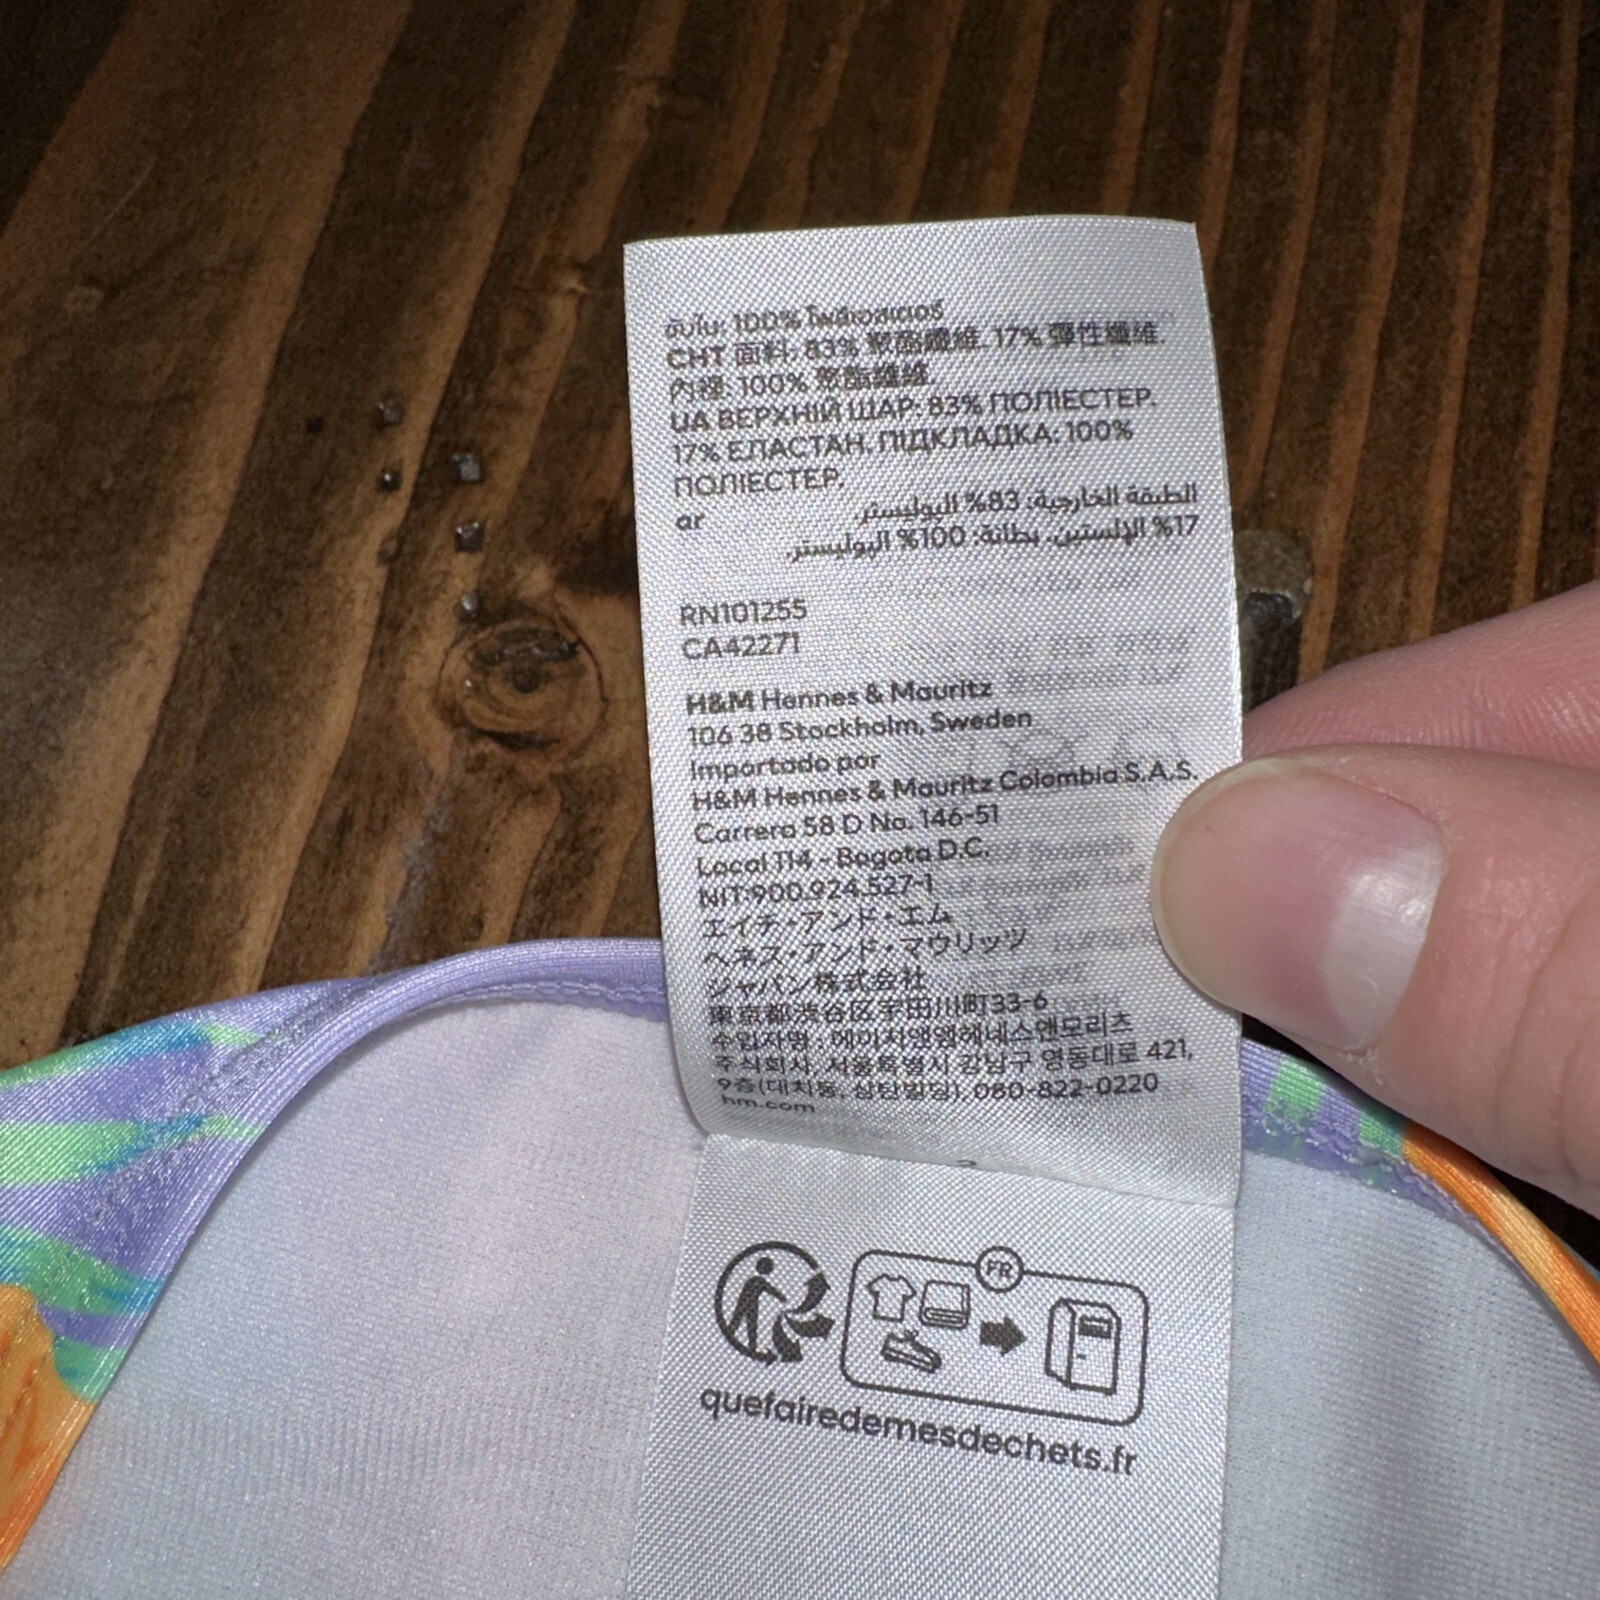 ซับใน: 100% โพลีเอสเตอร์
CHT 面料: 83% 聚酯纖維. 17% 彈性纖維.
內裡: 100% 聚酯纖維.
UA ВЕРХНІЙ ШАР: 83% ПОЛІЕСТЕР.
17% ЕЛАСТАН. ПІДКЛАДКА: 100%
ПОЛІЕСТЕР.
ar الطبقة الخارجية: 83% البوليستر
17% الإلستين. بطانة: 100% البوليستر.
RN101255
CA42271
H&M Hennes & Mauritz
106 38 Stockholm, Sweden
Importado por
H&M Hennes & Mauritz Colombia S.A.S.
Carrera 58 D No. 146-51
Local 114 - Bogota D.C.
NIT:900.924.527-1
エイチ・アンド・エム
ヘネス・アンド・マウリッツ
ジャパン株式会社
東京都渋谷区宇田川町33-6
수입자명 : 에이치앤엠헤네스앤모리츠
주식회사, 서울특별시 강남구 영동대로 421,
9층(대치동, 삼탄빌딩), 080-822-0220
hm.com
FR
quefairedemesdechets.fr